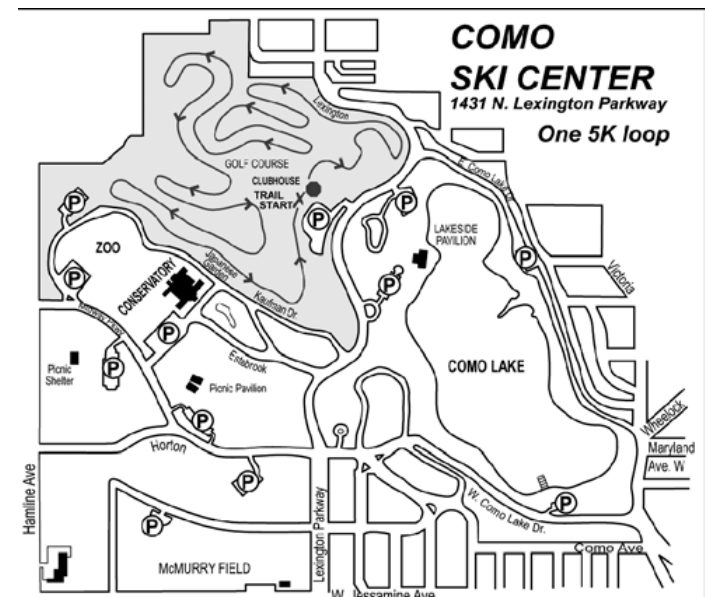 COMO
SKI CENTER
1431 N. Lexington Parkway
One 5K loop
Lexington
GOLF COURSE
CLUBHOUSE
TRAIL
START
E. Como Lake Dr.
P
P
P
ZOO
LAKESIDE
PAVILION
P
Victoria
Japanese
Garden
CONSERVATORY
P
P
Kaufman Dr.
Midway Pkwy
P
Estabrook
Picnic
Shelter
P
COMO LAKE
Picnic Pavilion
P
Wheelock
Horton
Maryland
Ave. W
Hamline Ave
P
Lexington Parkway
W. Como Lake Dr.
P
P
Como Ave
McMURRY FIELD
W. Jessamine Ave